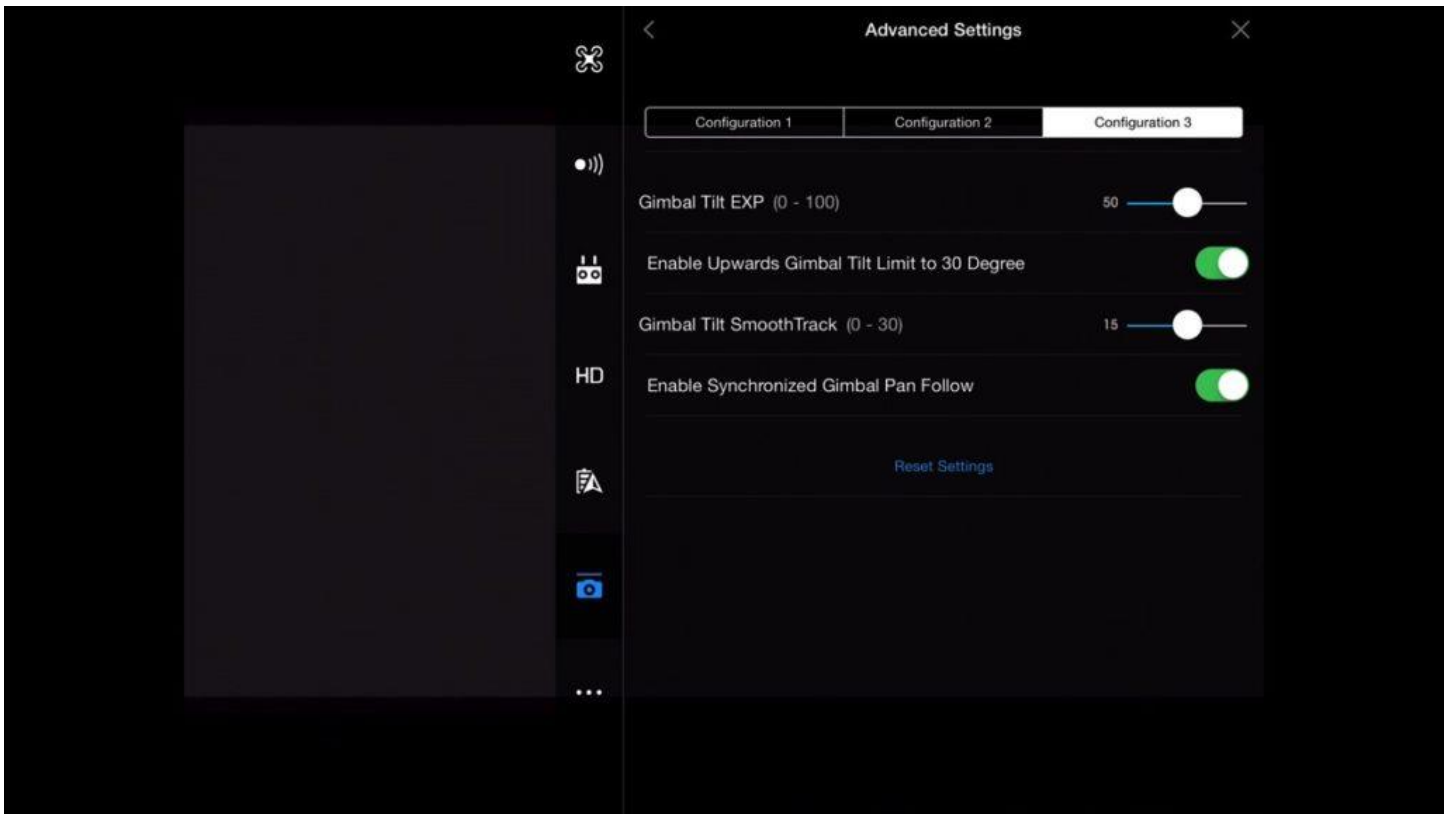 Advanced Settings
Configuration 1 Configuration 2 Configuration 3
Gimbal Tilt EXP (0 - 100) 50
Enable Upwards Gimbal Tilt Limit to 30 Degree
Gimbal Tilt SmoothTrack (0 - 30) 15
HD
Enable Synchronized Gimbal Pan Follow
Reset Settings